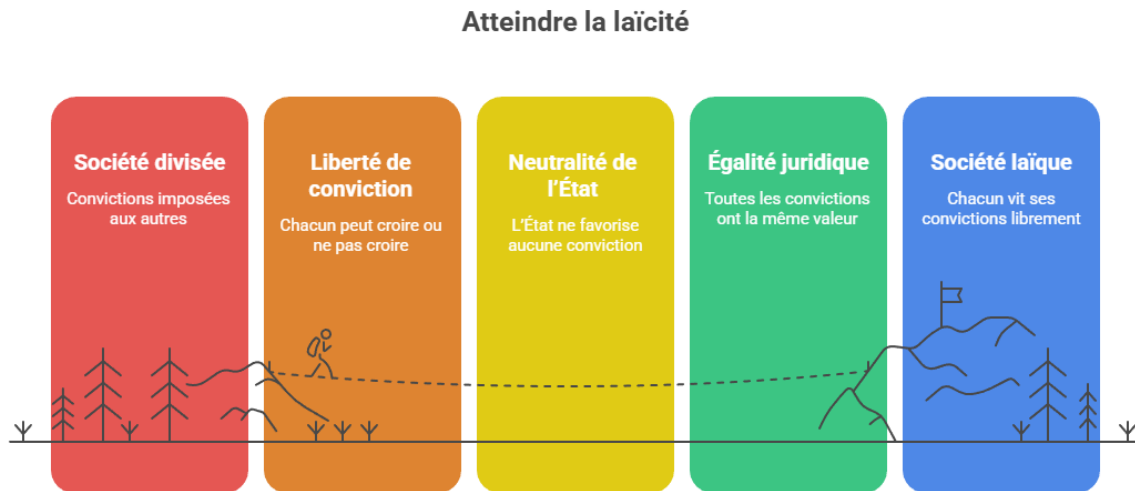 Atteindre la laïcité
Société divisée
Convictions imposées
aux autres
Liberté de
conviction
Chacun peut croire ou
ne pas croire
Neutralité de
l'État
L'État ne favorise
aucune conviction
Égalité juridique
Toutes les convictions
ont la même valeur
Société laïque
Chacun vit ses
convictions librement